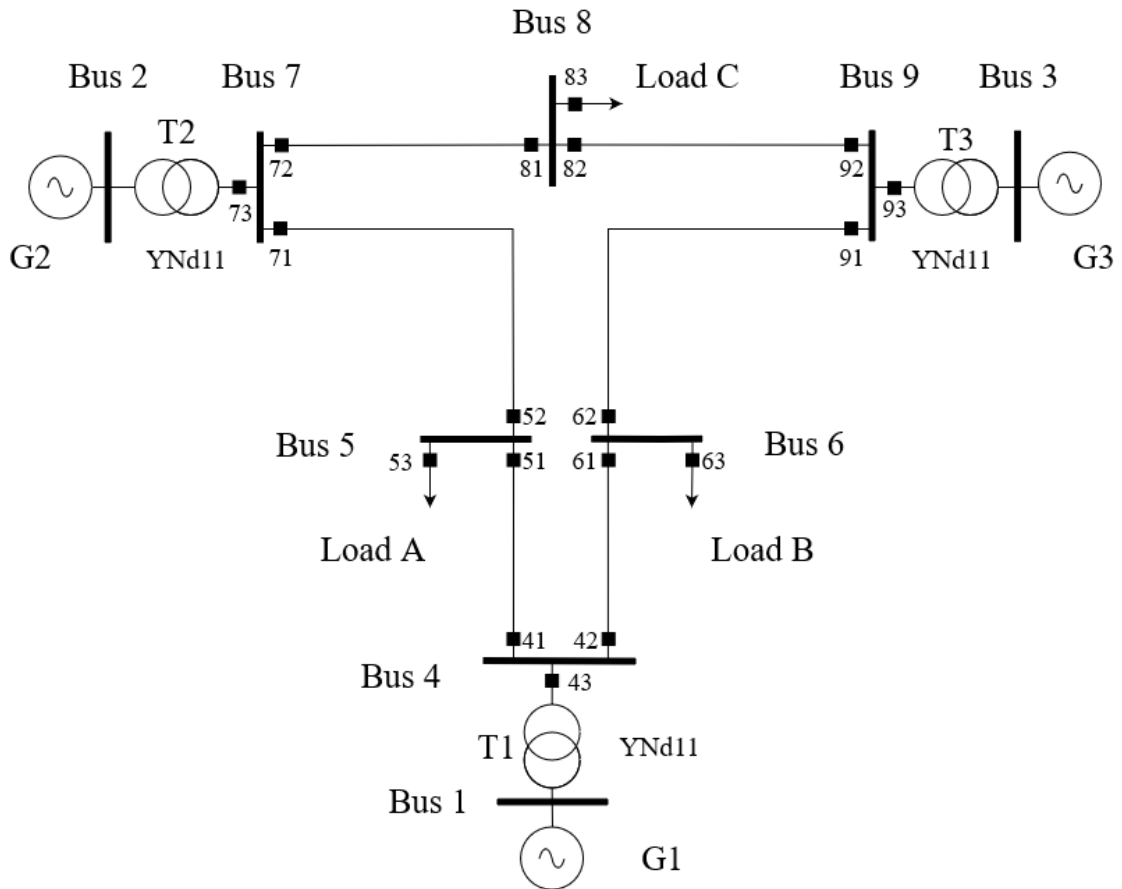 Bus 8
Bus 2
Bus 7
83
Load C
Bus 9
Bus 3
T2
72
81
82
92
T3
73
93
G2
YNd11
71
91
YNd11
G3
52
62
Bus 5
Bus 6
53
51
61
63
Load A
Load B
41
42
Bus 4
43
T1
YNd11
Bus 1
G1